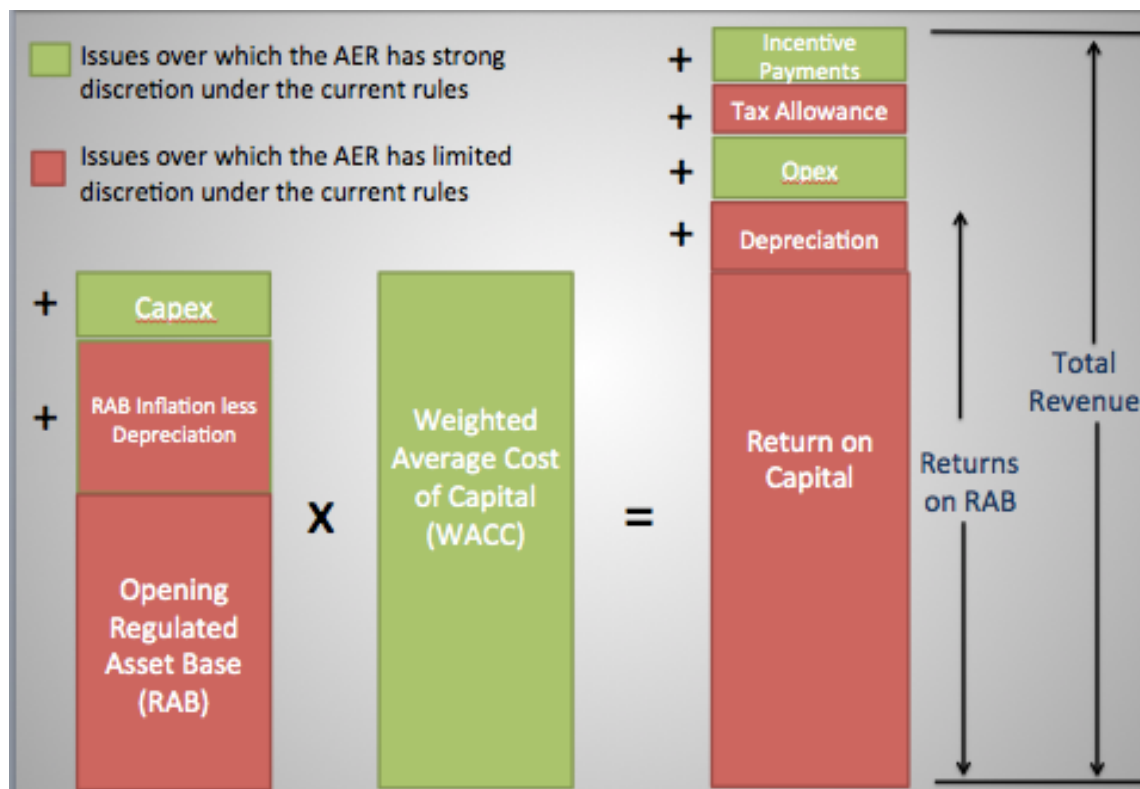 Issues over which the AER has strong
discretion under the current rules
Issues over which the AER has limited
discretion under the current rules
+
Capex
+
RAB Inflation less
Depreciation
Opening
Regulated
Asset Base
(RAB)
X
Weighted
Average Cost
of Capital
(WACC)
=
+
Incentive
Payments
+
Tax Allowance
+
Opex
+
Depreciation
Return on
Capital
Returns
on RAB
Total
Revenue